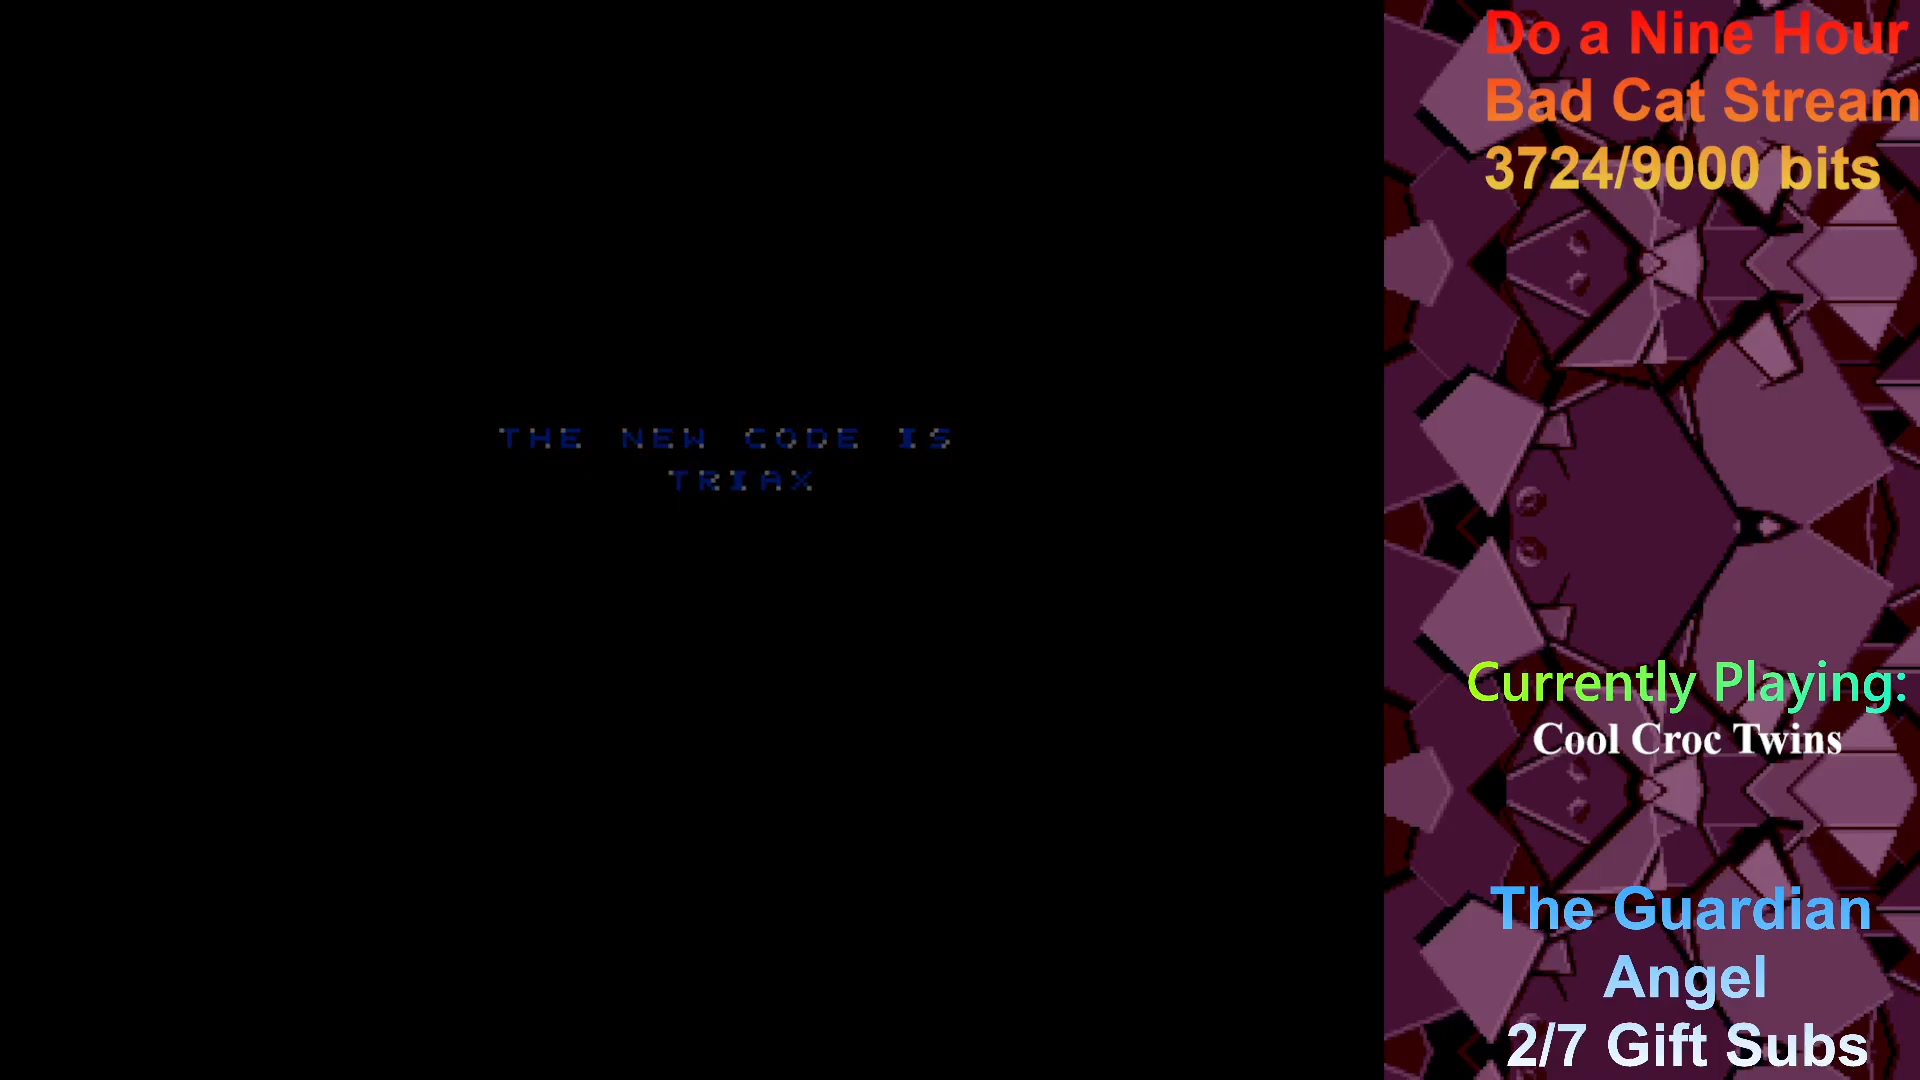 THE NEW CODE IS
TRIAX
Do a Nine Hour
Bad Cat Stream
3724/9000 bits
Currently Playing:
Cool Croc Twins
The Guardian
Angel
2/7 Gift Subs